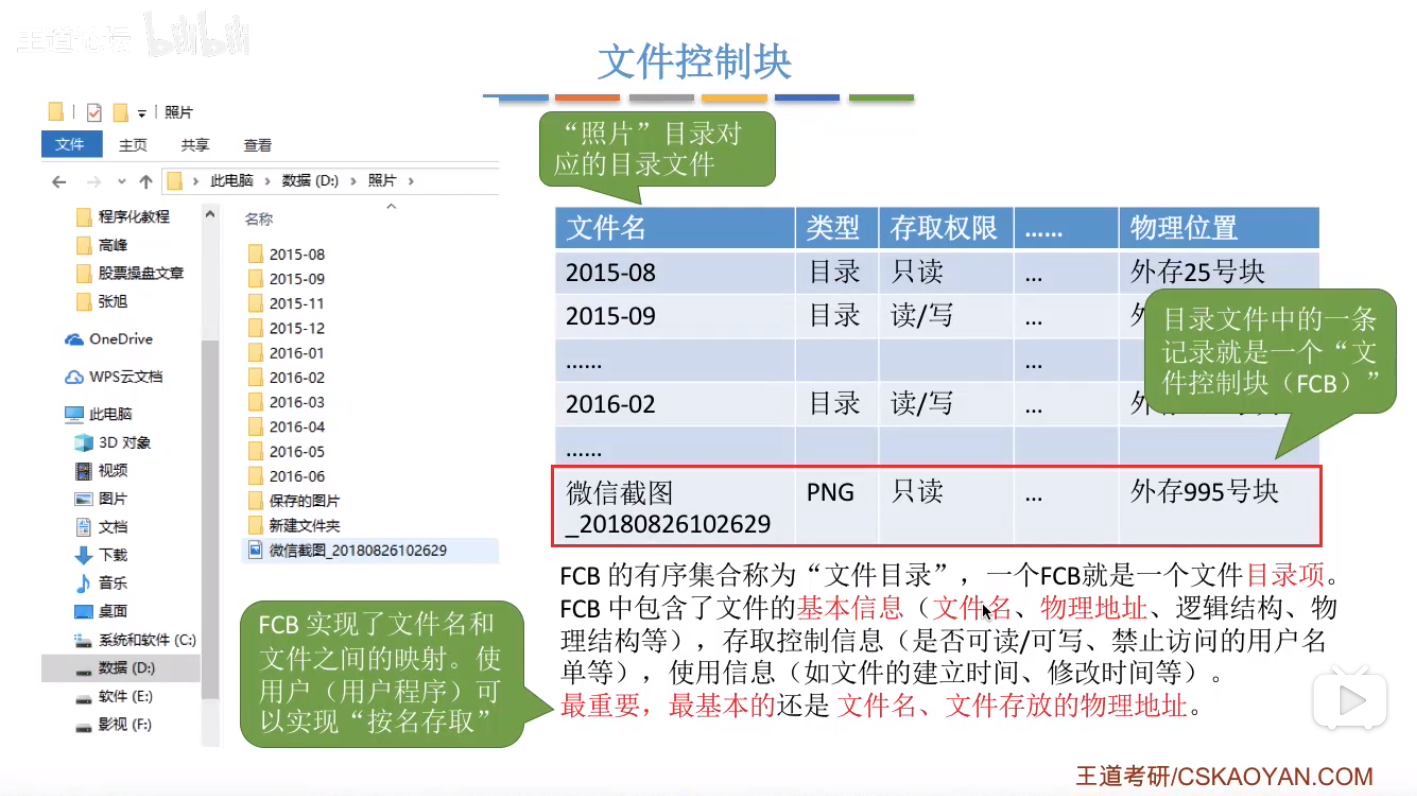 王道论坛 bilibili
文件控制块
照片
文件 主页 共享 查看
此电脑 › 数据 (D:) › 照片 ›
程序化教程
高峰
股票操盘文章
张旭
OneDrive
WPS云文档
此电脑
3D 对象
视频
图片
文档
下载
音乐
桌面
系统和软件 (C:)
数据 (D:)
软件 (E:)
影视 (F:)
名称
2015-08
2015-09
2015-11
2015-12
2016-01
2016-02
2016-03
2016-04
2016-05
2016-06
保存的图片
新建文件夹
微信截图_20180826102629
“照片”目录对
应的目录文件
文件名 类型 存取权限 …… 物理位置
2015-08 目录 只读 … 外存25号块
2015-09 目录 读/写 …
…… …
2016-02 目录 读/写 …
……
微信截图 PNG 只读 … 外存995号块
_20180826102629
目录文件中的一条
记录就是一个“文
件控制块（FCB）”
FCB 的有序集合称为“文件目录”，一个FCB就是一个文件目录项。
FCB 中包含了文件的基本信息（文件名、物理地址、逻辑结构、物
理结构等），存取控制信息（是否可读/可写、禁止访问的用户名
单等），使用信息（如文件的建立时间、修改时间等）。
最重要，最基本的还是 文件名、文件存放的物理地址。
FCB 实现了文件名和
文件之间的映射。使
用户（用户程序）可
以实现“按名存取”
王道考研/CSKAOYAN.COM